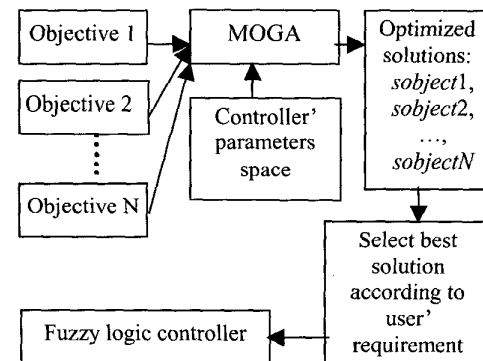 Objective 1
MOGA
Optimized
solutions:
sobject1,
sobject2,
...,
sobjectN
Objective 2
Controller'
parameters
space
Objective N
Select best
solution
according to
user'
requirement
Fuzzy logic controller